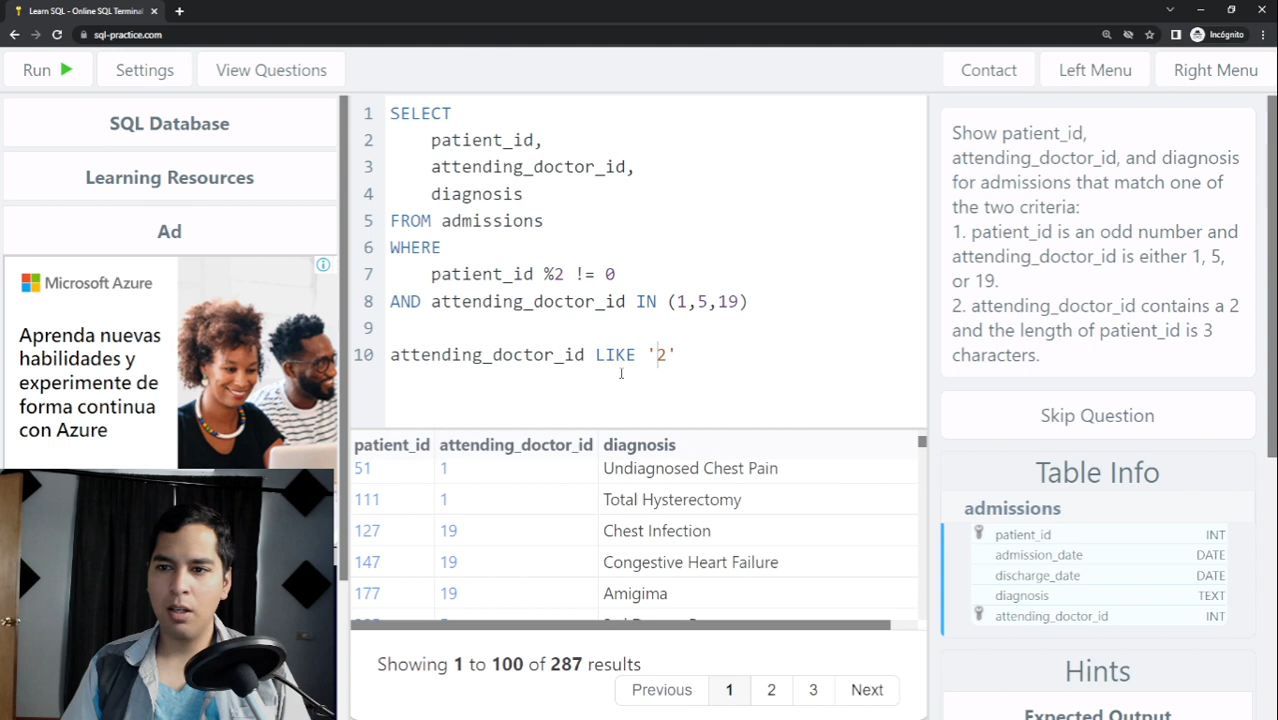 Learn SQL - Online SQL Terminal
sql-practice.com
Incógnito
Run
Settings
View Questions
Contact
Left Menu
Right Menu
SQL Database
Learning Resources
Ad
Microsoft Azure
Aprenda nuevas
habilidades y
experimente de
forma continua
con Azure
1 SELECT
2 patient_id,
3 attending_doctor_id,
4 diagnosis
5 FROM admissions
6 WHERE
7 patient_id %2 != 0
8 AND attending_doctor_id IN (1,5,19)
9
10 attending_doctor_id LIKE '2'
patient_id attending_doctor_id diagnosis
51 1 Undiagnosed Chest Pain
111 1 Total Hysterectomy
127 19 Chest Infection
147 19 Congestive Heart Failure
177 19 Amigima
Showing 1 to 100 of 287 results
Previous 1 2 3 Next
Show patient_id,
attending_doctor_id, and diagnosis
for admissions that match one of
the two criteria:
1. patient_id is an odd number and
attending_doctor_id is either 1, 5,
or 19.
2. attending_doctor_id contains a 2
and the length of patient_id is 3
characters.
Skip Question
Table Info
admissions
patient_id INT
admission_date DATE
discharge_date DATE
diagnosis TEXT
attending_doctor_id INT
Hints
Expected Output